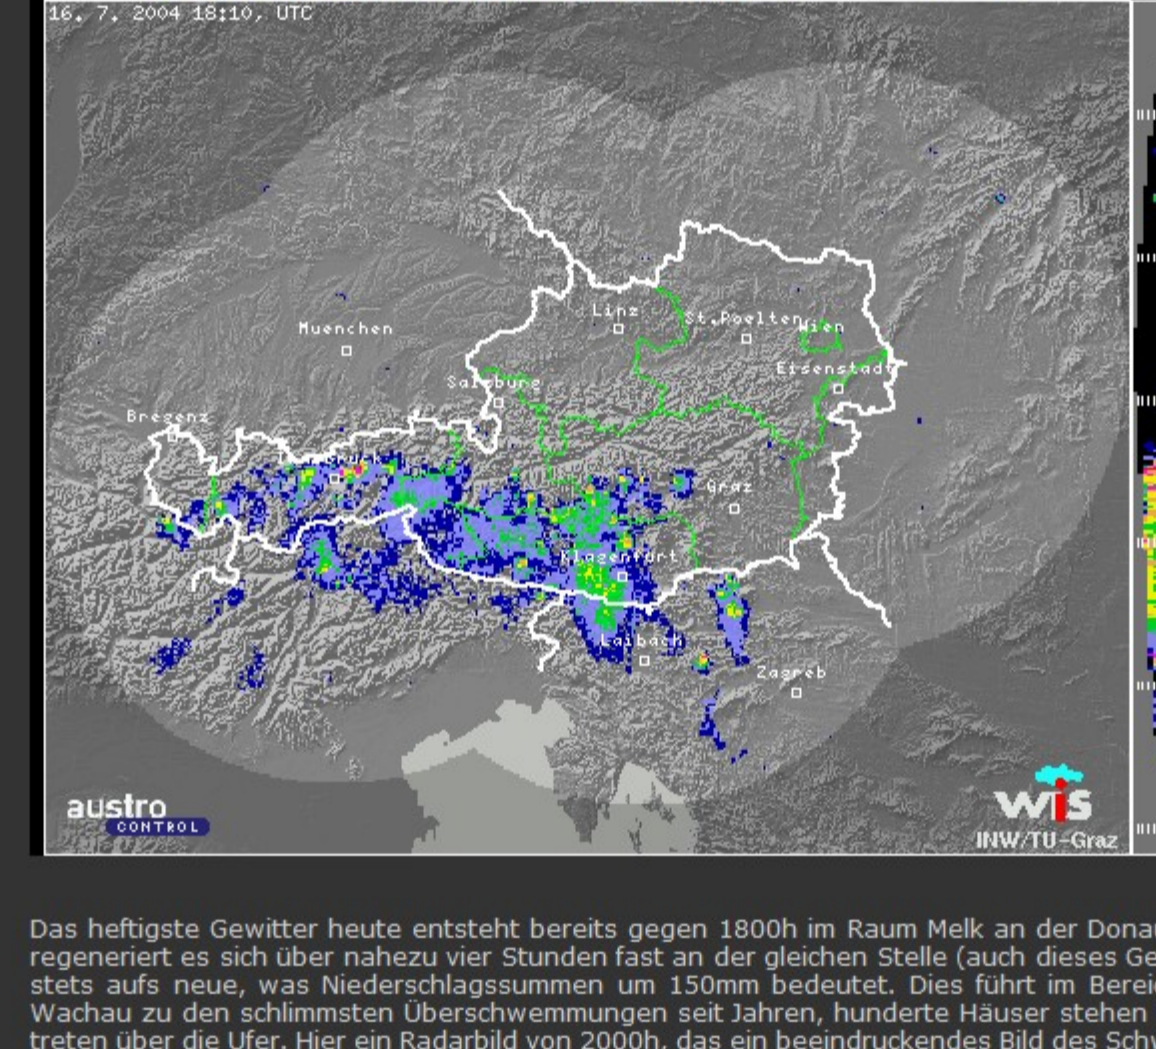 16. 7. 2004 18:10, UTC
Linz
St.Poelten
Wien
Muenchen
Eisenstadt
Salzburg
Bregenz
Graz
Klagenfurt
Laibach
Zagreb
austro
CONTROL
wis
INW/TU-Graz
Das heftigste Gewitter heute entsteht bereits gegen 1800h im Raum Melk an der Donau
regeneriert es sich über nahezu vier Stunden fast an der gleichen Stelle (auch dieses Ge
stets aufs neue, was Niederschlagssummen um 150mm bedeutet. Dies führt im Bereic
Wachau zu den schlimmsten Überschwemmungen seit Jahren, hunderte Häuser stehen
treten über die Ufer. Hier ein Radarbild von 2000h, das ein beeindruckendes Bild des Schw